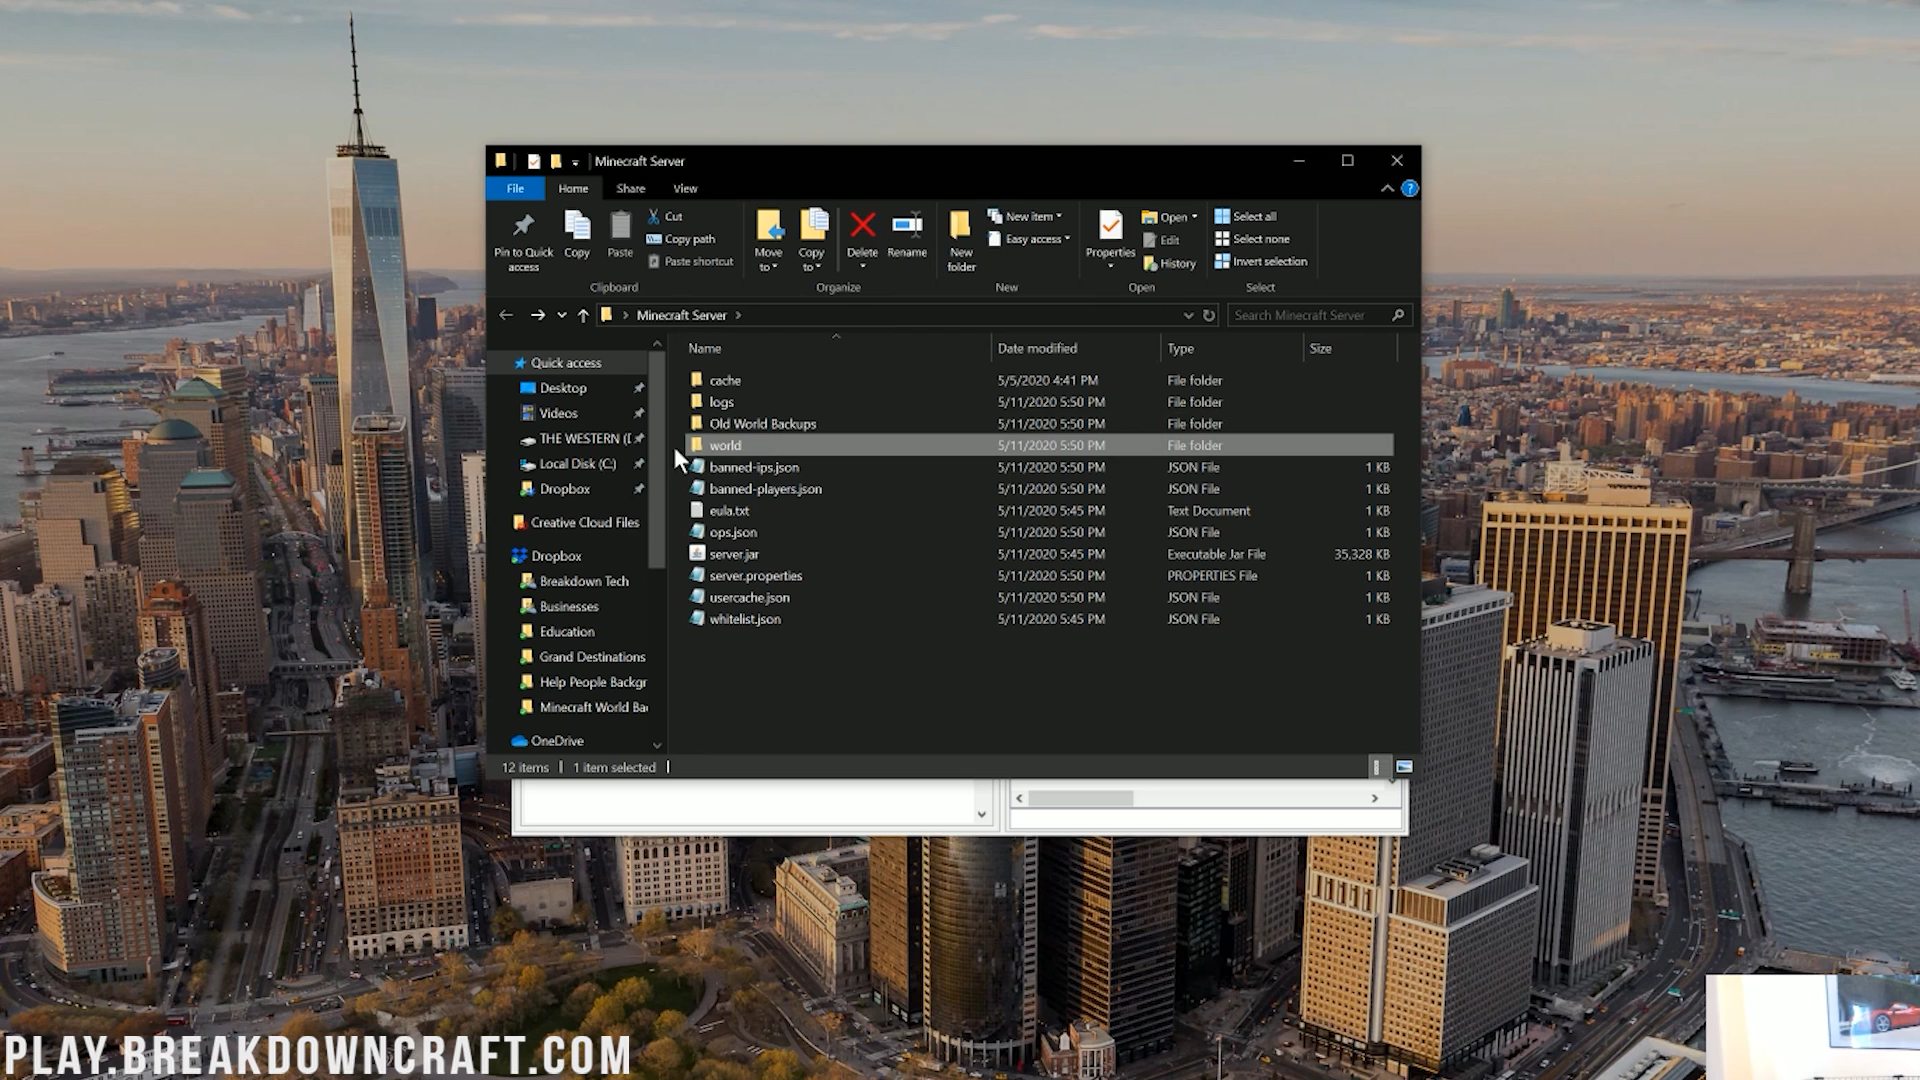 Minecraft Server
File Home Share View
Pin to Quick access
Copy
Paste
Cut
Copy path
Paste shortcut
Clipboard
Move to
Copy to
Delete
Rename
Organize
New folder
New item
Easy access
New
Properties
Open
Edit
History
Open
Select all
Select none
Invert selection
Select
Minecraft Server
Search Minecraft Server
Quick access
Desktop
Videos
THE WESTERN (
Local Disk (C:)
Dropbox
Creative Cloud Files
Dropbox
Breakdown Tech
Businesses
Education
Grand Destinations
Help People Backgr
Minecraft World Ba
OneDrive
Name Date modified Type Size
cache 5/5/2020 4:41 PM File folder
logs 5/11/2020 5:50 PM File folder
Old World Backups 5/11/2020 5:50 PM File folder
world 5/11/2020 5:50 PM File folder
banned-ips.json 5/11/2020 5:50 PM JSON File 1 KB
banned-players.json 5/11/2020 5:50 PM JSON File 1 KB
eula.txt 5/11/2020 5:45 PM Text Document 1 KB
ops.json 5/11/2020 5:50 PM JSON File 1 KB
server.jar 5/11/2020 5:45 PM Executable Jar File 35,328 KB
server.properties 5/11/2020 5:50 PM PROPERTIES File 1 KB
usercache.json 5/11/2020 5:50 PM JSON File 1 KB
whitelist.json 5/11/2020 5:45 PM JSON File 1 KB
12 items 1 item selected
PLAY.BREAKDOWNCRAFT.COM